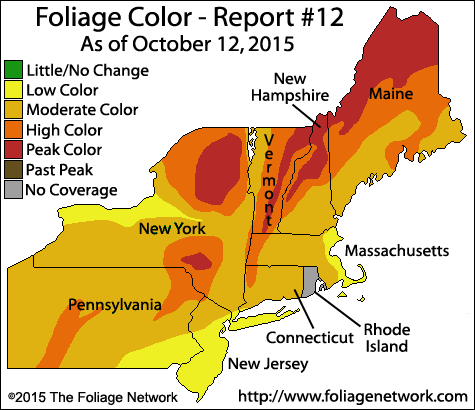 Foliage Color - Report #12
As of October 12, 2015
Little/No Change
Low Color
Moderate Color
High Color
Peak Color
Past Peak
No Coverage
New
Hampshire
Maine
Vermont
New York
Massachusetts
Pennsylvania
Connecticut
Rhode
Island
New Jersey
©2015 The Foliage Network
http://www.foliagenetwork.com